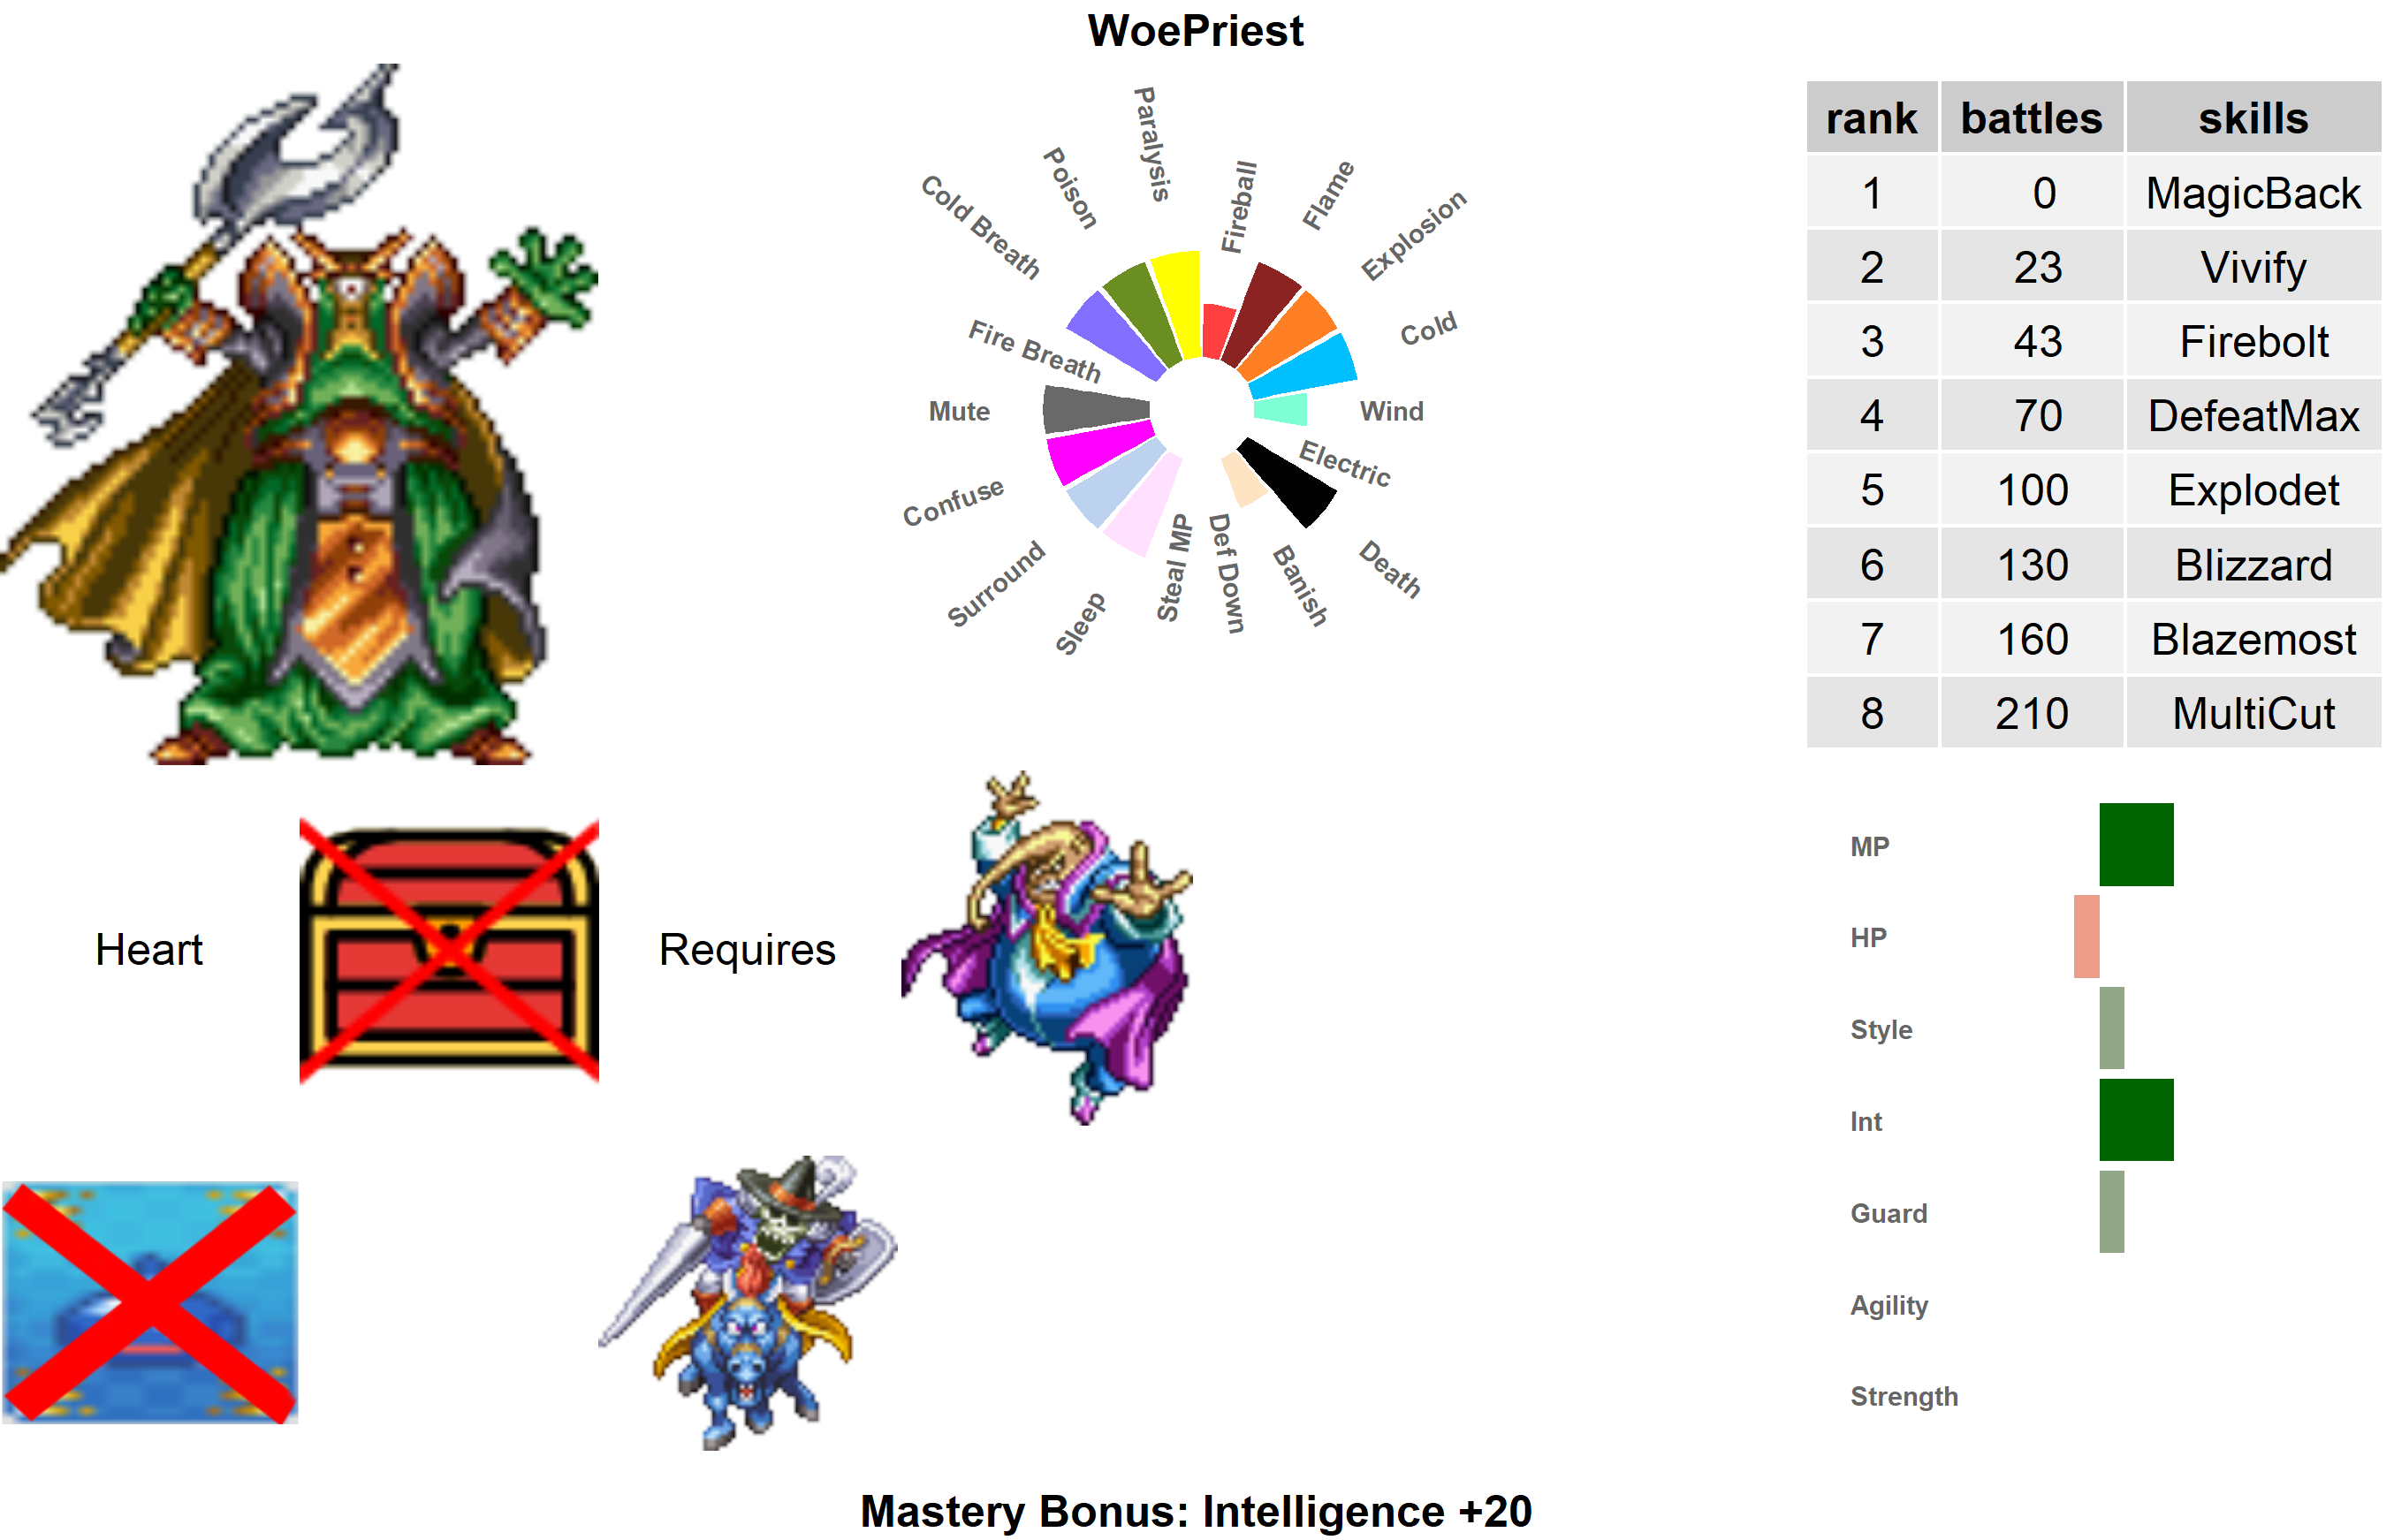 WoePriest
Paralysis
Poison
Cold Breath
Fire Breath
Mute
Confuse
Surround
Sleep
Steal MP
Def Down
Banish
Death
Electric
Wind
Cold
Explosion
Flame
Fireball
rank battles skills
1 0 MagicBack
2 23 Vivify
3 43 Firebolt
4 70 DefeatMax
5 100 Explodet
6 130 Blizzard
7 160 Blazemost
8 210 MultiCut
Heart
Requires
MP
HP
Style
Int
Guard
Agility
Strength
Mastery Bonus: Intelligence +20